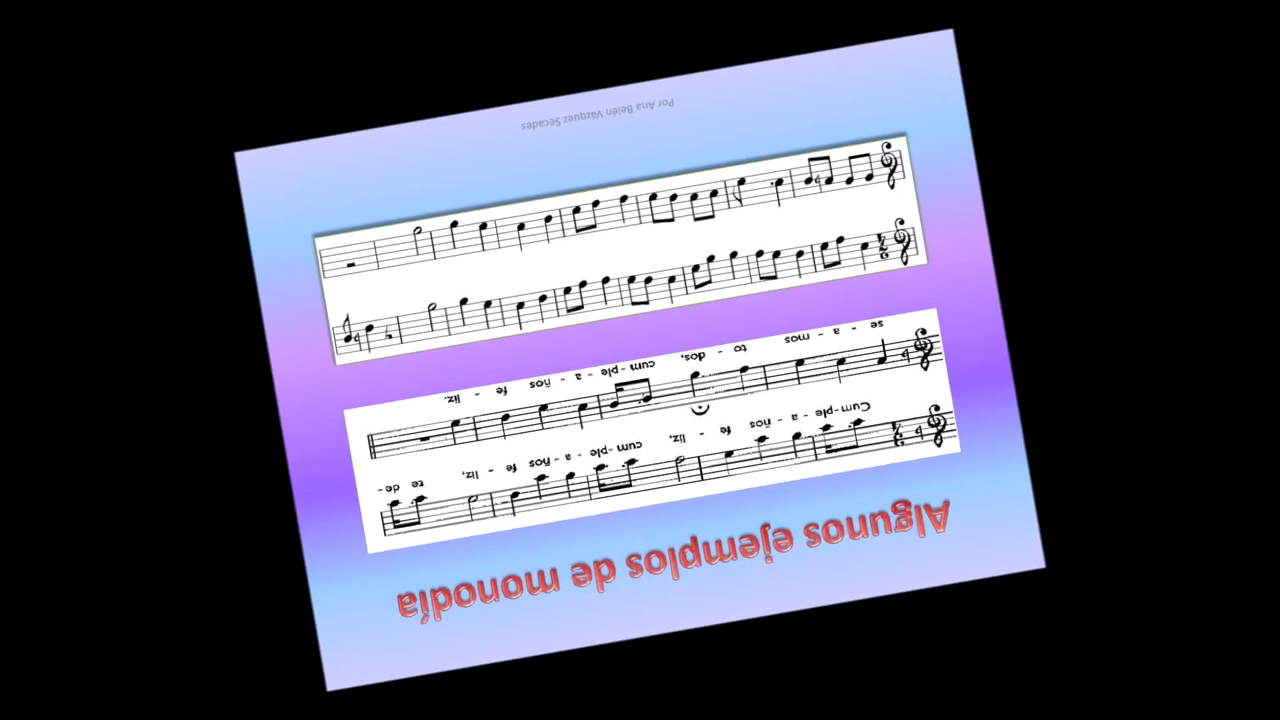 Algunos ejemplos de monodía
Cum-ple - a - ños fe - liz, cum -ple - a - ños fe - liz, te de -
se - a - mos to - dos, cum -ple - a - ños fe - liz.
Por Ana Belén Vázquez Secades